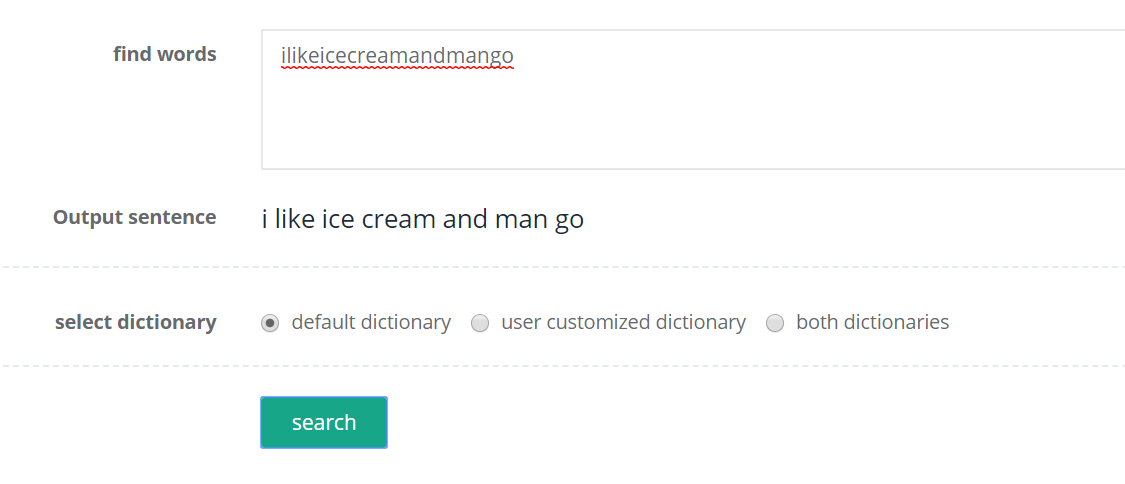 find words ilikeicecreamandmango
Output sentence i like ice cream and man go
select dictionary default dictionary user customized dictionary both dictionaries
search